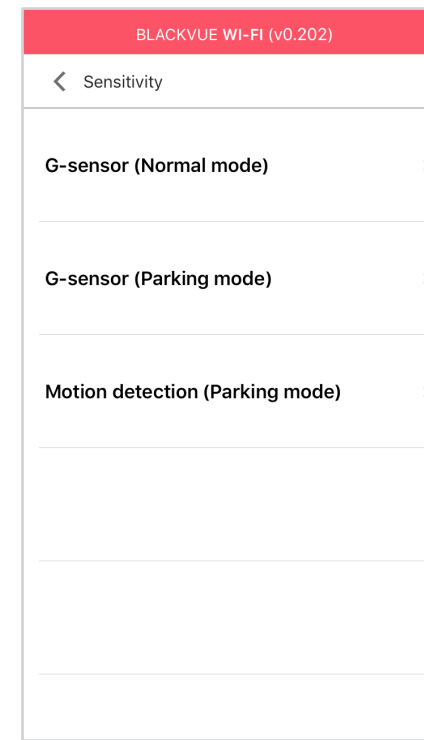 BLACKVUE WI-FI (v0.202)
Sensitivity
G-sensor (Normal mode)
G-sensor (Parking mode)
Motion detection (Parking mode)